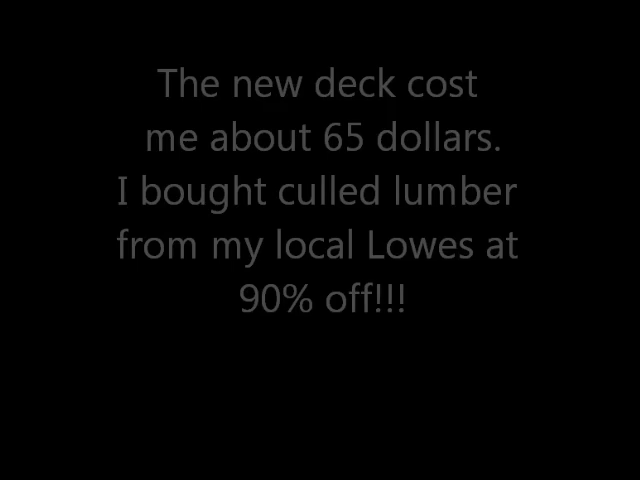 The new deck cost
me about 65 dollars.
I bought culled lumber
from my local Lowes at
90% off!!!